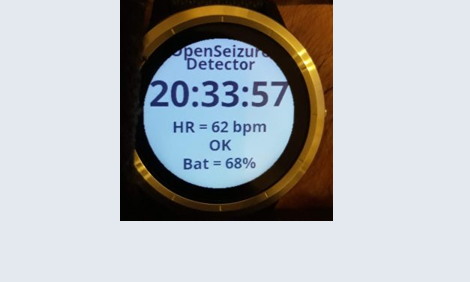 OpenSeizure
Detector
20:33:57
HR = 62 bpm
OK
Bat = 68%